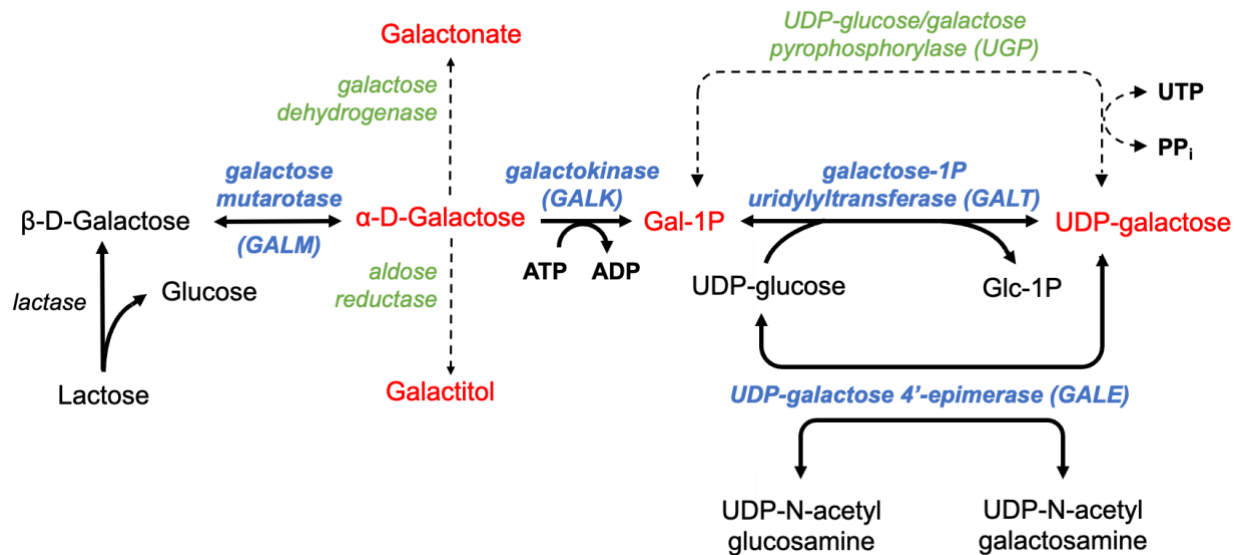 Galactonate
UDP-glucose/galactose
pyrophosphorylase (UGP)
galactose
dehydrogenase
UTP
PPi
galactose
mutarotase
galactokinase
(GALK)
galactose-1P
uridylyltransferase (GALT)
β-D-Galactose
α-D-Galactose
Gal-1P
UDP-galactose
(GALM)
ATP
ADP
lactase
Glucose
aldose
reductase
UDP-glucose
Glc-1P
Lactose
Galactitol
UDP-galactose 4’-epimerase (GALE)
UDP-N-acetyl
glucosamine
UDP-N-acetyl
galactosamine